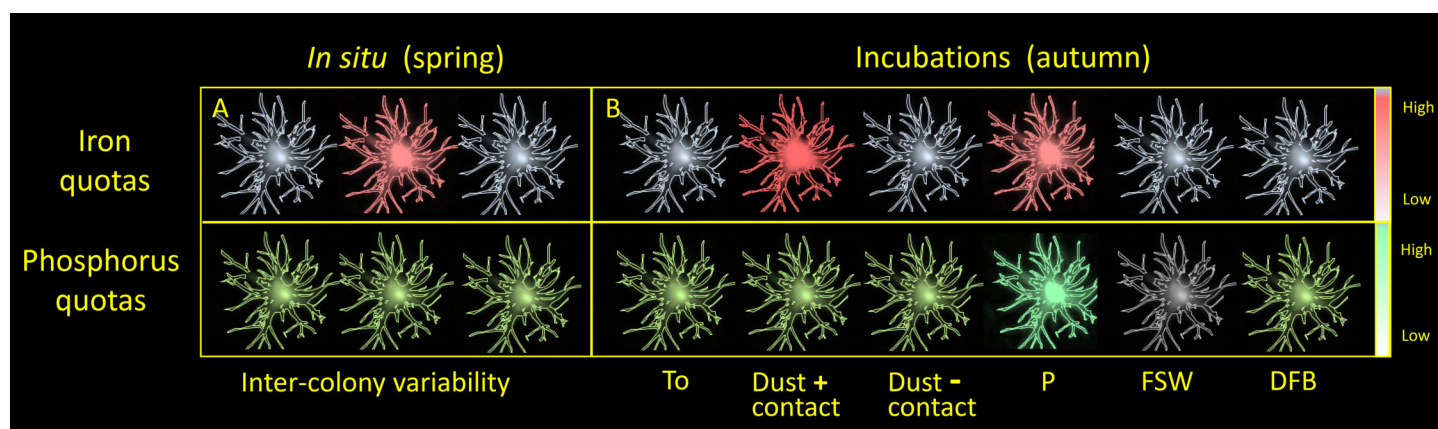 In situ (spring)
Incubations (autumn)
A
B
Iron
quotas
High
Low
Phosphorus
quotas
High
Low
Inter-colony variability
To
Dust +
contact
Dust -
contact
P
FSW
DFB